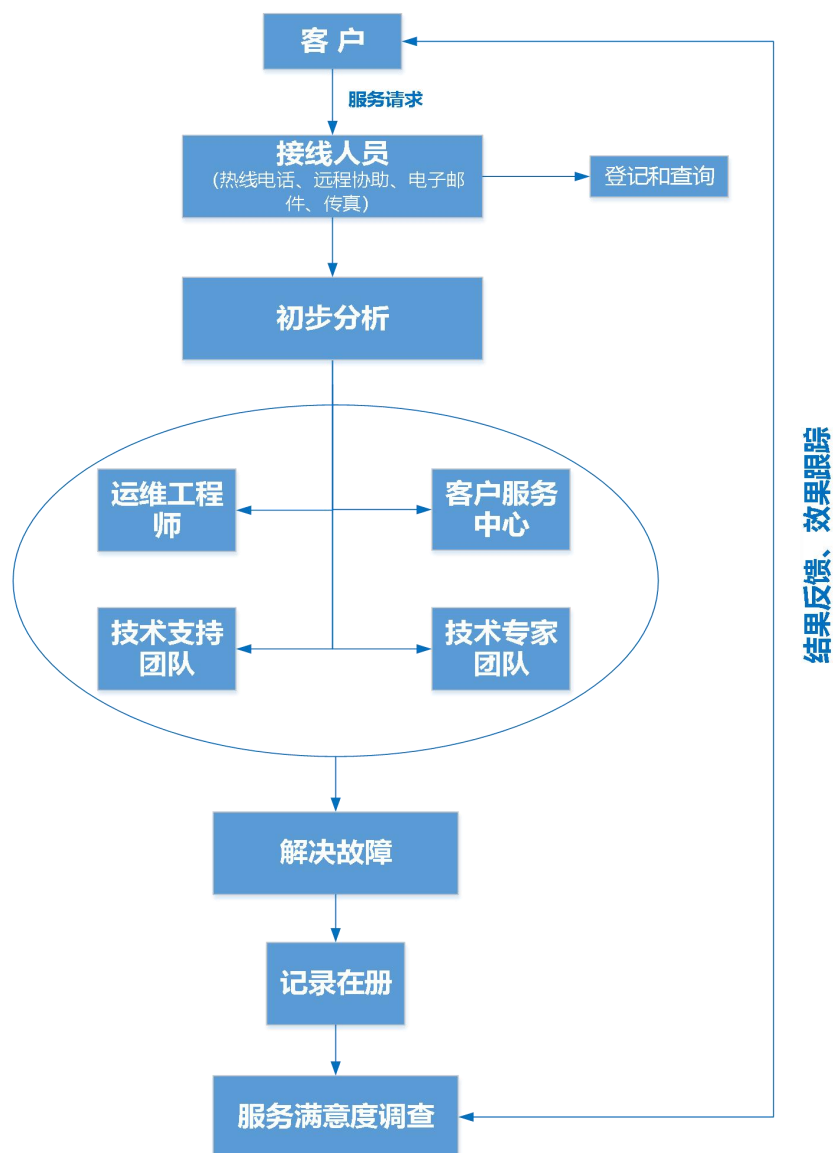 客 户
服务请求
接线人员
(热线电话、远程协助、电子邮
件、传真)
登记和查询
初步分析
运维工程
师
客户服务
中心
技术支持
团队
技术专家
团队
解决故障
记录在册
服务满意度调查
结果反馈、效果跟踪